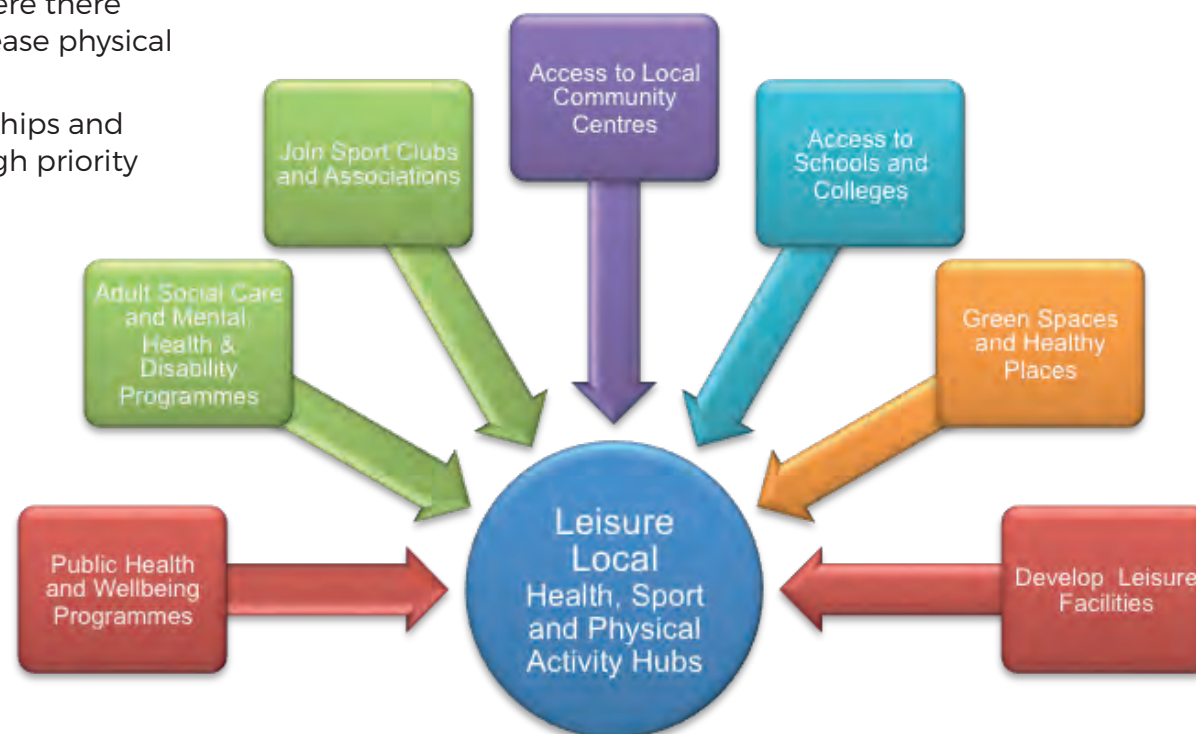 ere there
ease physical
ships and
gh priority
Access to Local
Community
Centres
Join Sport Clubs
and Associations
Access to
Schools and
Colleges
Adult Social Care
and Mental
Health &
Disability
Programmes
Green Spaces
and Healthy
Places
Public Health
and Wellbeing
Programmes
Leisure
Local
Health, Sport
and Physical
Activity Hubs
Develop Leisure
Facilities